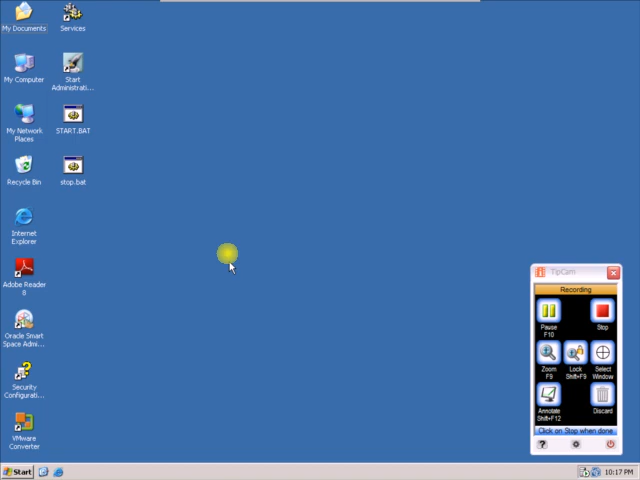 My Documents
Services
My Computer
Start
Administrati...
My Network
Places
START.BAT
Recycle Bin
stop.bat
Internet
Explorer
Adobe Reader
8
Oracle Smart
Space Admi...
Security
Configurati...
VMware
Converter
TipCam
Recording
Pause
F10
Stop
Zoom
F9
Lock
Shift+F9
Select
Window
Annotate
Shift+F12
Discard
Click on Stop when done
Start
10:17 PM